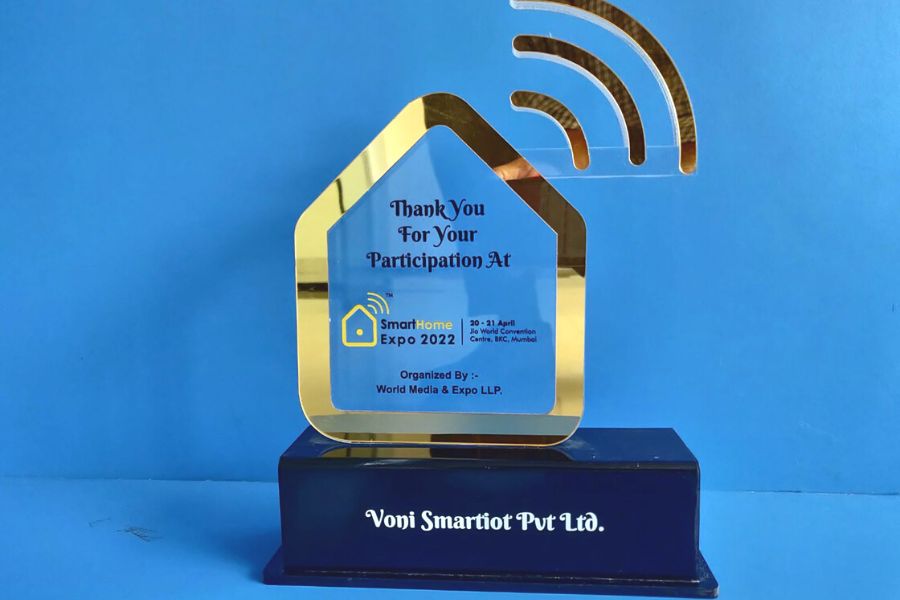 Thank You
For Your
Participation At
TM
SmartHome
Expo 2022
20 - 21 April
Jio World Convention
Centre, BKC, Mumbai
Organized By :-
World Media & Expo LLP.
Voni Smartiot Pvt Ltd.